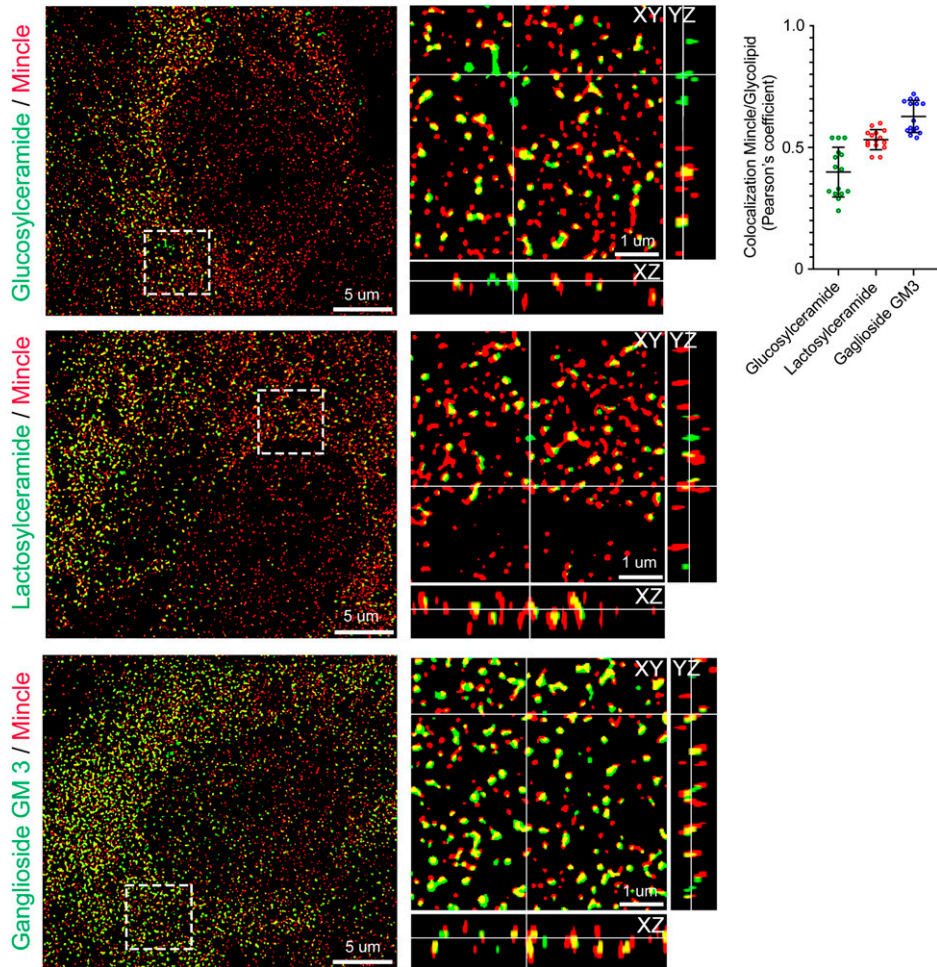 Glucosylceramide / Mincle
5 um
XY
YZ
1 um
XZ
Colocalization Mincle/Glycolipid
(Pearson's coefficient)
1.0
0.5
0
Glucosylceramide
Lactosylceramide
Gaglioside GM3
Lactosylceramide / Mincle
5 um
XY
YZ
1 um
XZ
Ganglioside GM 3 / Mincle
5 um
XY
YZ
1 um
XZ